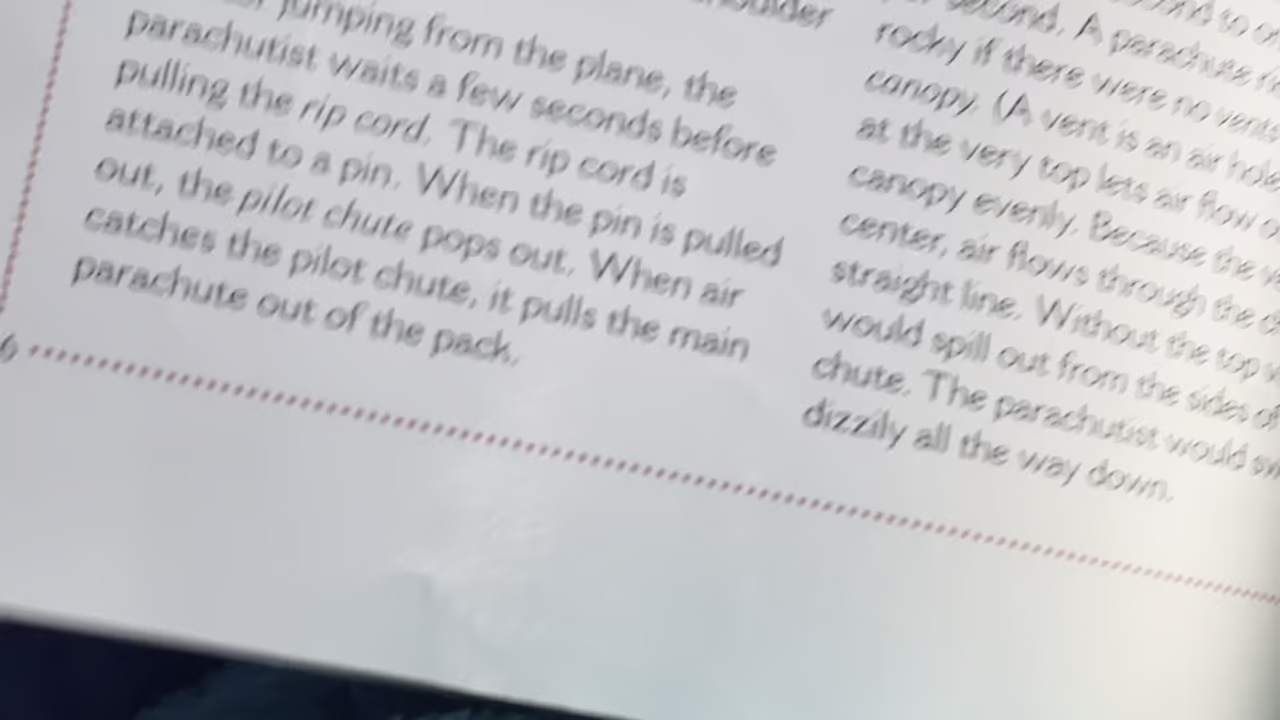 jumping from the plane, the
parachutist waits a few seconds before
pulling the rip cord. The rip cord is
attached to a pin. When the pin is pulled
out, the pilot chute pops out. When air
catches the pilot chute, it pulls the main
parachute out of the pack.
6
shoulder
second. A parachute
rocky if there were no vents
canopy. (A vent is an air hole
at the very top lets air flow
canopy evenly. Because the
center, air flows through the
straight line. Without the top
would spill out from the sides of
chute. The parachutist would
dizzily all the way down.